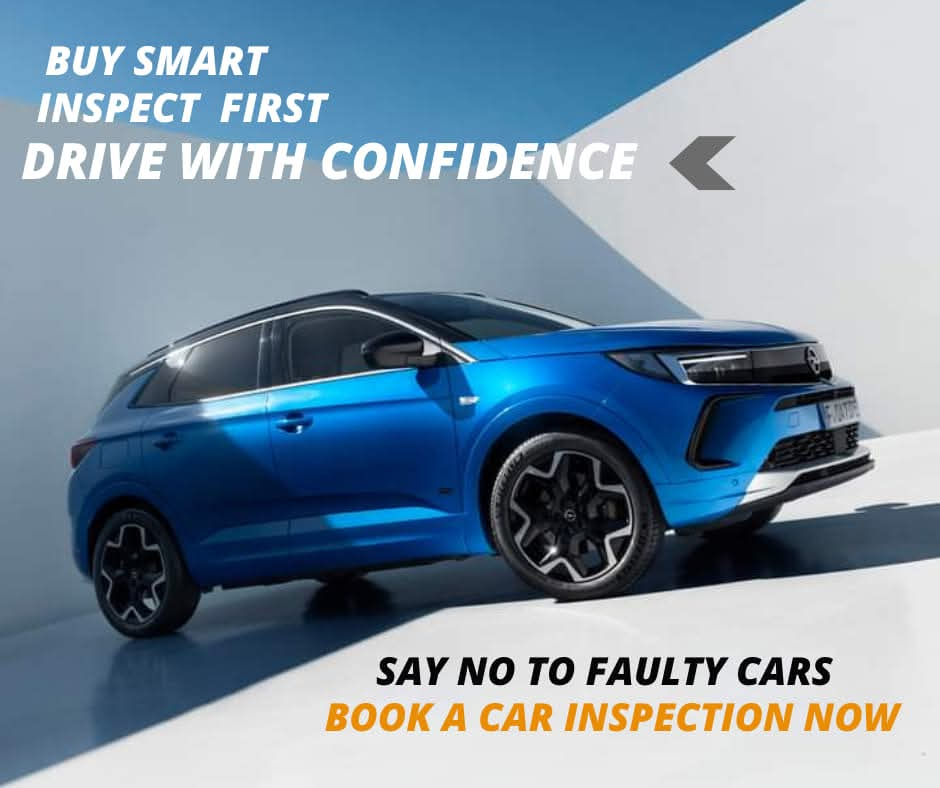 BUY SMART
INSPECT FIRST
DRIVE WITH CONFIDENCE
SAY NO TO FAULTY CARS
BOOK A CAR INSPECTION NOW